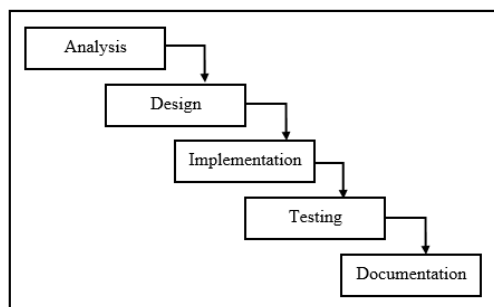 Analysis
Design
Implementation
Testing
Documentation